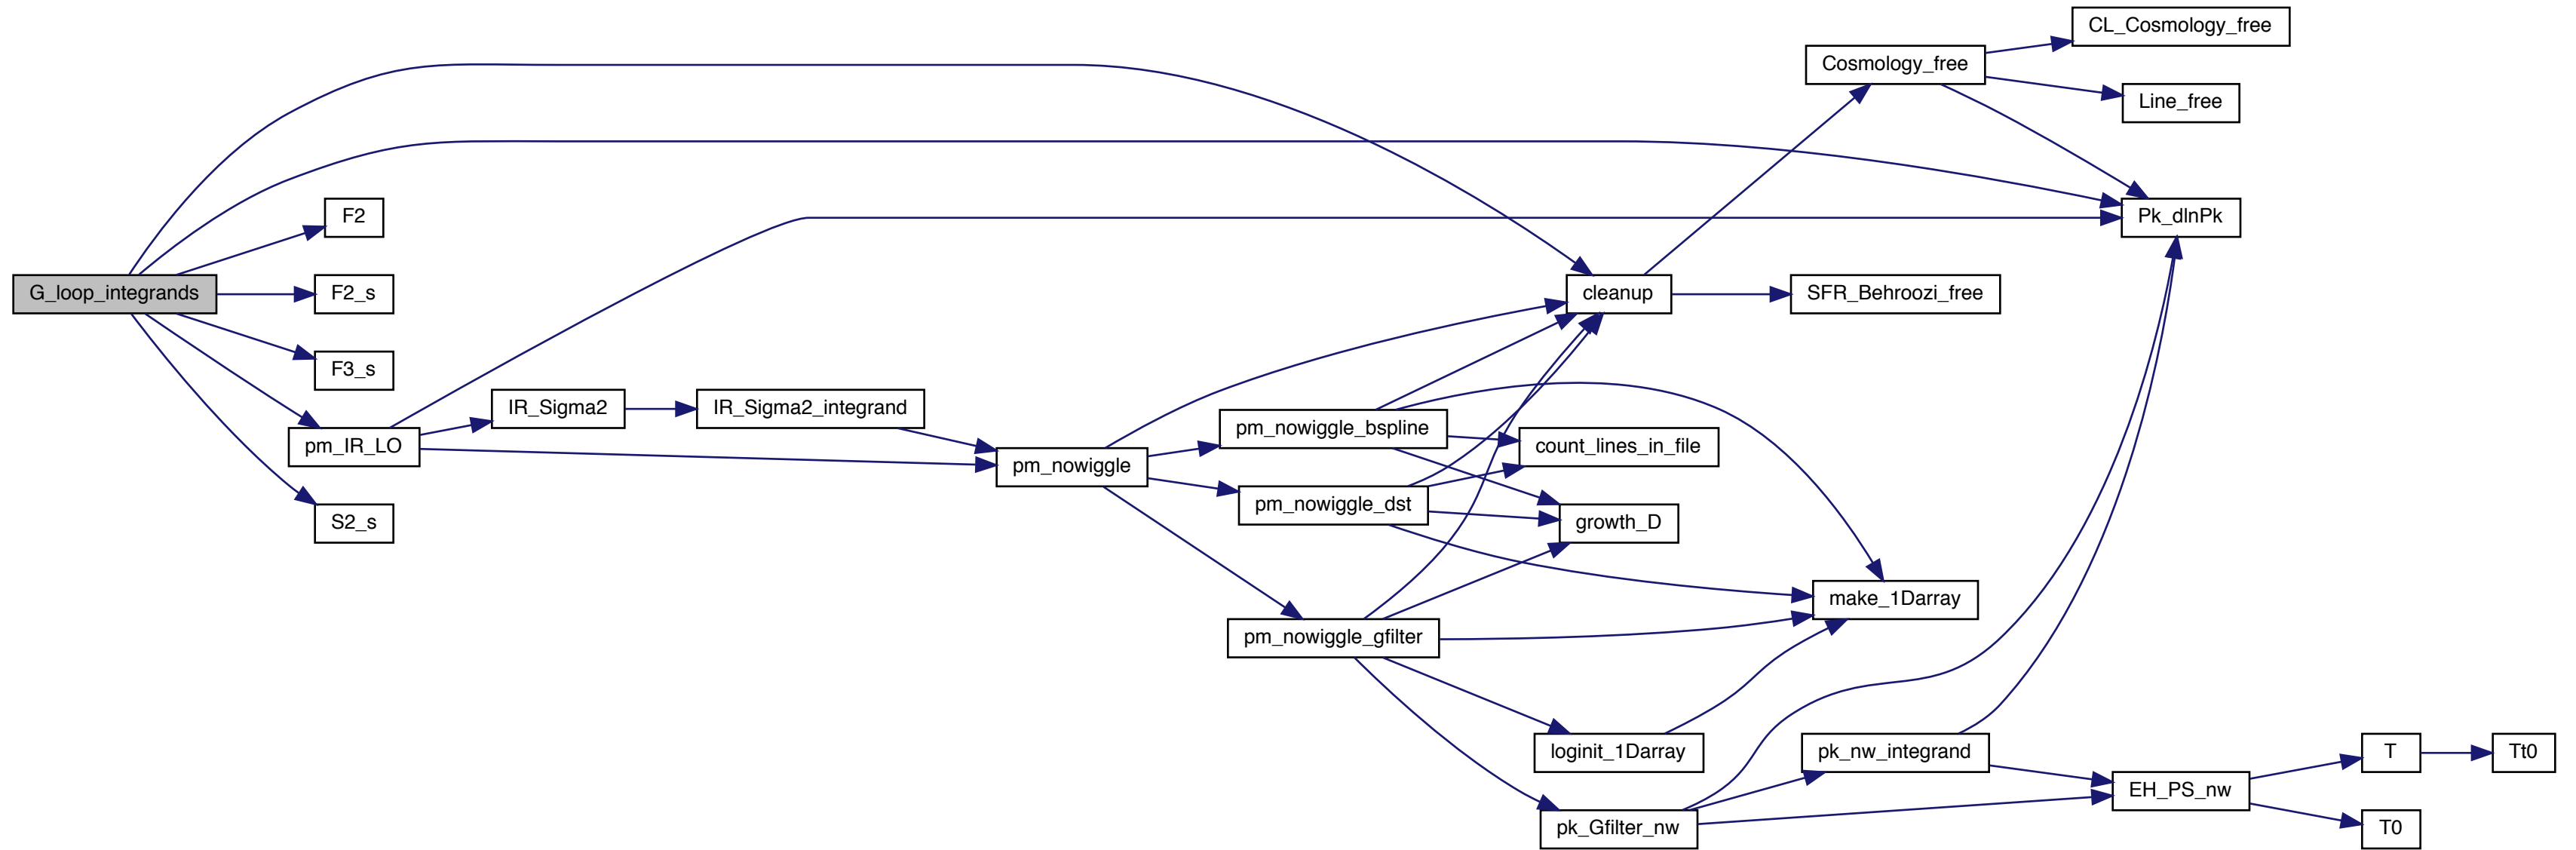 CL_Cosmology_free
Cosmology_free
Line_free
F2
Pk_dlnPk
G_loop_integrands
F2_s
cleanup
SFR_Behroozi_free
F3_s
IR_Sigma2
IR_Sigma2_integrand
pm_IR_LO
pm_nowiggle
pm_nowiggle_bspline
count_lines_in_file
pm_nowiggle_dst
growth_D
S2_s
make_1Darray
pm_nowiggle_gfilter
loginit_1Darray
pk_nw_integrand
T
Tt0
EH_PS_nw
pk_Gfilter_nw
T0